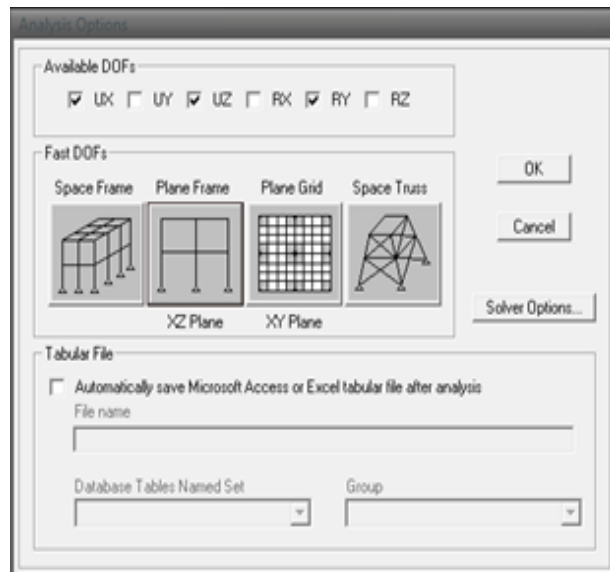 Analysis Options
Available DOFs
UX UY UZ RX RY RZ
Fast DOFs
Space Frame Plane Frame Plane Grid Space Truss
XZ Plane XY Plane
OK
Cancel
Solver Options...
Tabular File
Automatically save Microsoft Access or Excel tabular file after analysis
File name
Database Tables Named Set Group